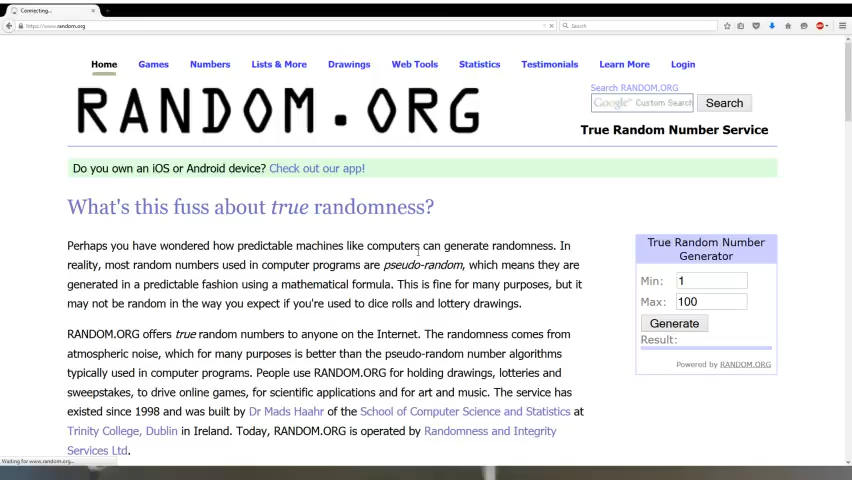 Connecting...
https://www.random.org
Search
Home Games Numbers Lists & More Drawings Web Tools Statistics Testimonials Learn More Login
RANDOM.ORG
Search RANDOM.ORG
Google™ Custom Search Search
True Random Number Service
Do you own an iOS or Android device? Check out our app!
What's this fuss about true randomness?
Perhaps you have wondered how predictable machines like computers can generate randomness. In
reality, most random numbers used in computer programs are pseudo-random, which means they are
generated in a predictable fashion using a mathematical formula. This is fine for many purposes, but it
may not be random in the way you expect if you're used to dice rolls and lottery drawings.
RANDOM.ORG offers true random numbers to anyone on the Internet. The randomness comes from
atmospheric noise, which for many purposes is better than the pseudo-random number algorithms
typically used in computer programs. People use RANDOM.ORG for holding drawings, lotteries and
sweepstakes, to drive online games, for scientific applications and for art and music. The service has
existed since 1998 and was built by Dr Mads Haahr of the School of Computer Science and Statistics at
Trinity College, Dublin in Ireland. Today, RANDOM.ORG is operated by Randomness and Integrity
Services Ltd.
True Random Number
Generator
Min: 1
Max: 100
Generate
Result:
Powered by RANDOM.ORG
Waiting for www.random.org...